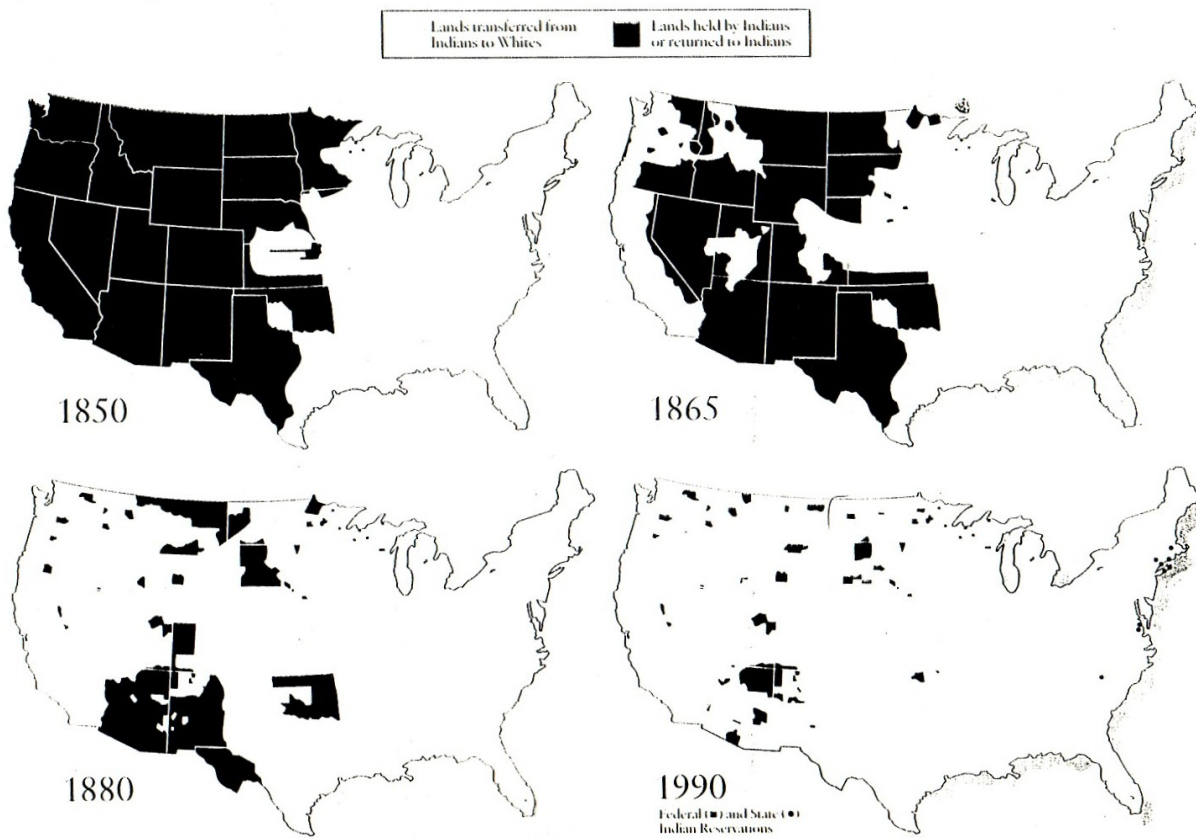 Lands transferred from
Indians to Whites
Lands held by Indians
or returned to Indians
1850
1865
1880
1990
Federal (■) and State (●)
Indian Reservations